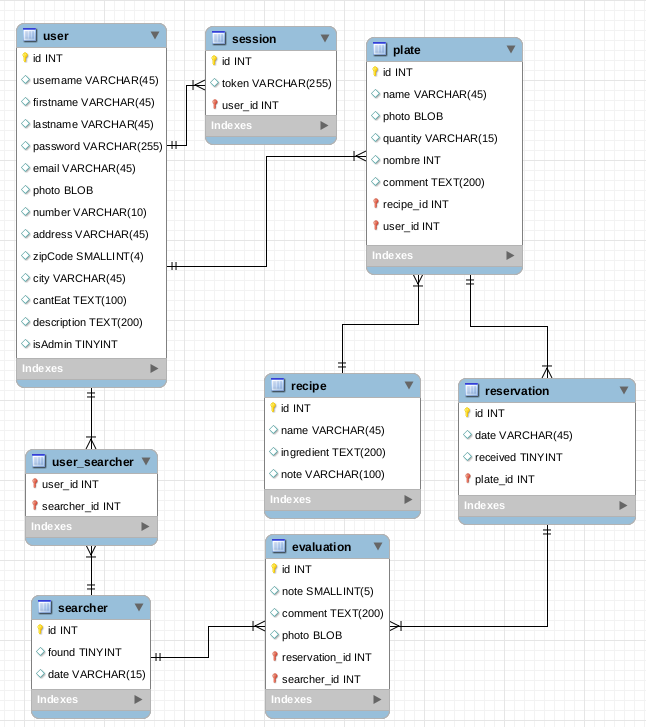 user
id INT
username VARCHAR(45)
firstname VARCHAR(45)
lastname VARCHAR(45)
password VARCHAR(255)
email VARCHAR(45)
photo BLOB
number VARCHAR(10)
address VARCHAR(45)
zipCode SMALLINT(4)
city VARCHAR(45)
cantEat TEXT(100)
description TEXT(200)
isAdmin TINYINT
Indexes
session
id INT
token VARCHAR(255)
user_id INT
Indexes
plate
id INT
name VARCHAR(45)
photo BLOB
quantity VARCHAR(15)
nombre INT
comment TEXT(200)
recipe_id INT
user_id INT
Indexes
recipe
id INT
name VARCHAR(45)
ingredient TEXT(200)
note VARCHAR(100)
Indexes
reservation
id INT
date VARCHAR(45)
received TINYINT
plate_id INT
Indexes
user_searcher
user_id INT
searcher_id INT
Indexes
evaluation
id INT
note SMALLINT(5)
comment TEXT(200)
photo BLOB
reservation_id INT
searcher_id INT
Indexes
searcher
id INT
found TINYINT
date VARCHAR(15)
Indexes